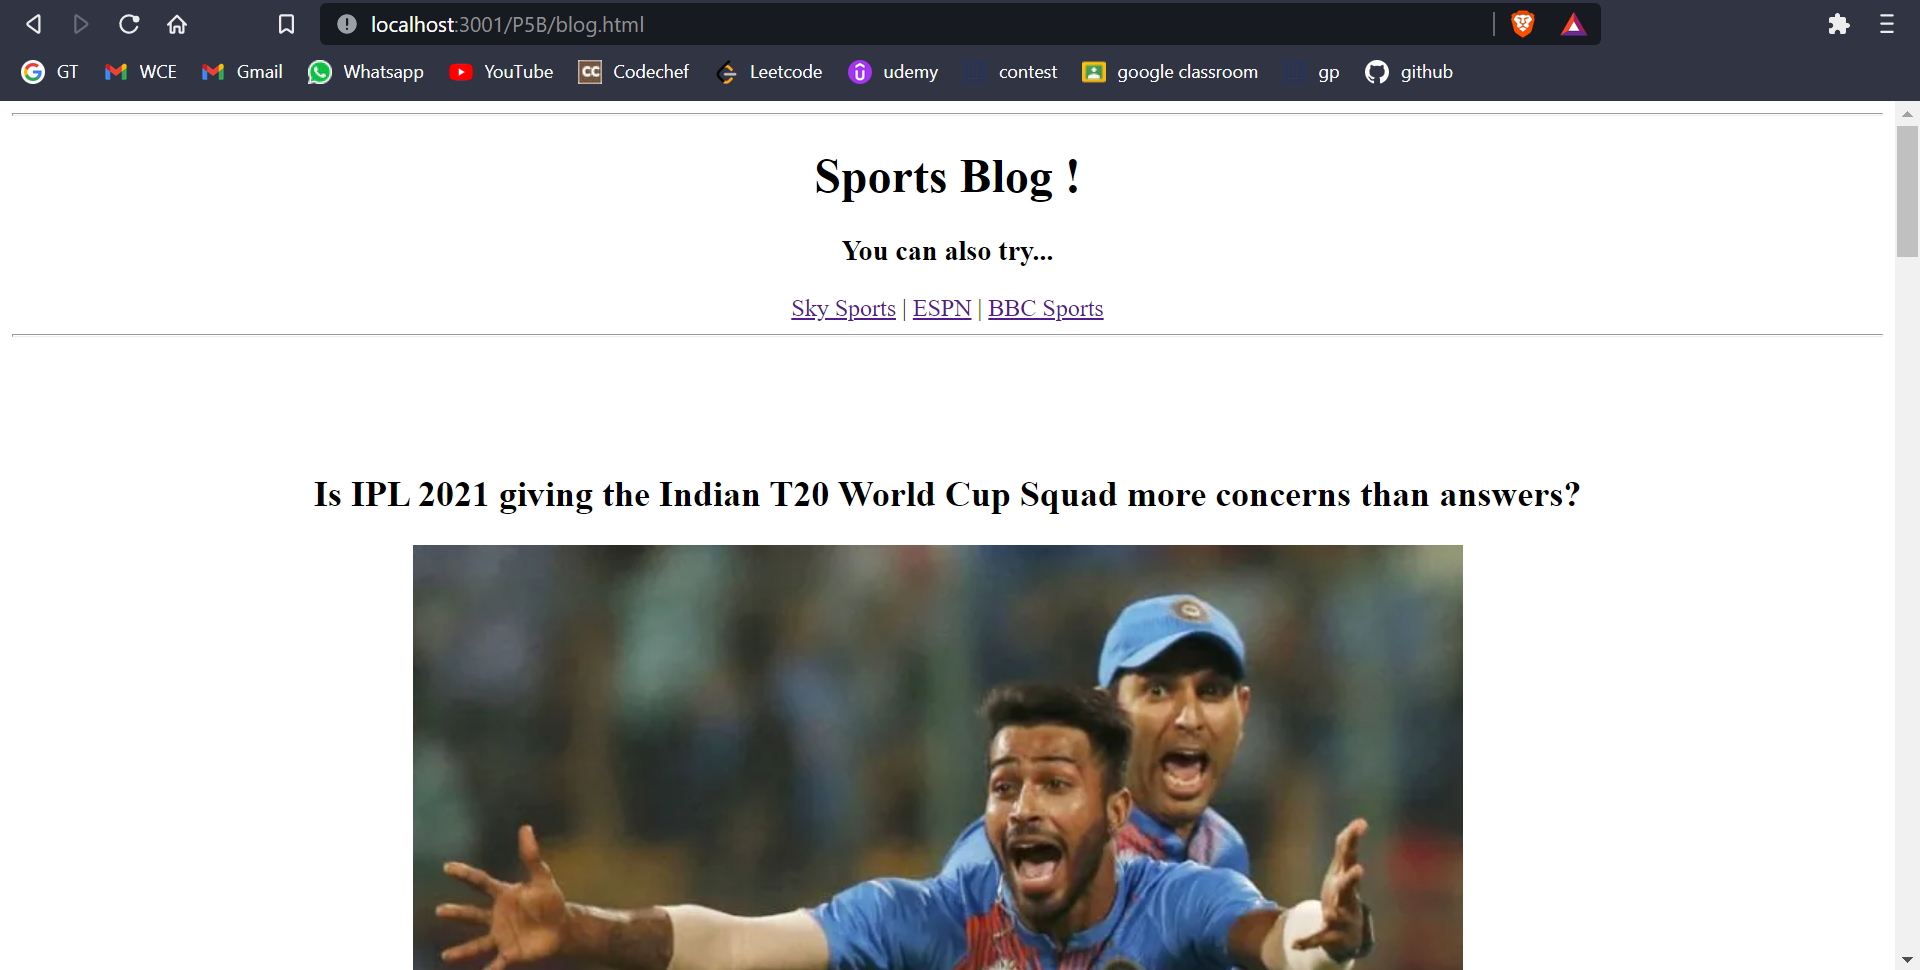 localhost:3001/P5B/blog.html
GT WCE Gmail Whatsapp YouTube CC Codechef Leetcode udemy contest google classroom gp github
Sports Blog !
You can also try...
Sky Sports | ESPN | BBC Sports
Is IPL 2021 giving the Indian T20 World Cup Squad more concerns than answers?